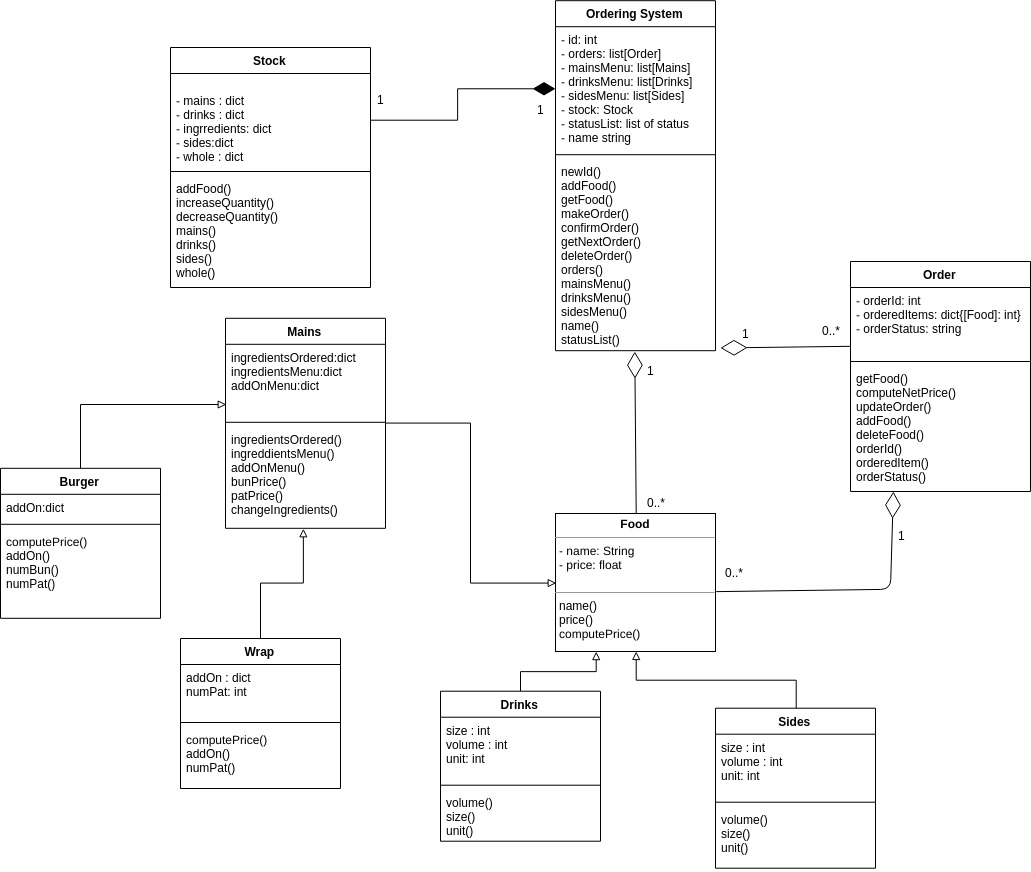 Ordering System
- id: int
- orders: list[Order]
- mainsMenu: list[Mains]
- drinksMenu: list[Drinks]
- sidesMenu: list[Sides]
- stock: Stock
- statusList: list of status
- name string
newId()
addFood()
getFood()
makeOrder()
confirmOrder()
getNextOrder()
deleteOrder()
orders()
mainsMenu()
drinksMenu()
sidesMenu()
name()
statusList()
Stock
- mains : dict
- drinks : dict
- ingrredients: dict
- sides:dict
- whole : dict
addFood()
increaseQuantity()
decreaseQuantity()
mains()
drinks()
sides()
whole()
1
1
Order
- orderId: int
- orderedItems: dict{[Food]: int}
- orderStatus: string
getFood()
computeNetPrice()
updateOrder()
addFood()
deleteFood()
orderId()
orderedItem()
orderStatus()
1
0..*
Mains
ingredientsOrdered:dict
ingredientsMenu:dict
addOnMenu:dict
ingredientsOrdered()
ingreddientsMenu()
addOnMenu()
bunPrice()
patPrice()
changeIngredients()
1
0..*
Burger
addOn:dict
computePrice()
addOn()
numBun()
numPat()
Food
- name: String
- price: float
name()
price()
computePrice()
1
0..*
Wrap
addOn : dict
numPat: int
computePrice()
addOn()
numPat()
Drinks
size : int
volume : int
unit: int
volume()
size()
unit()
Sides
size : int
volume : int
unit: int
volume()
size()
unit()